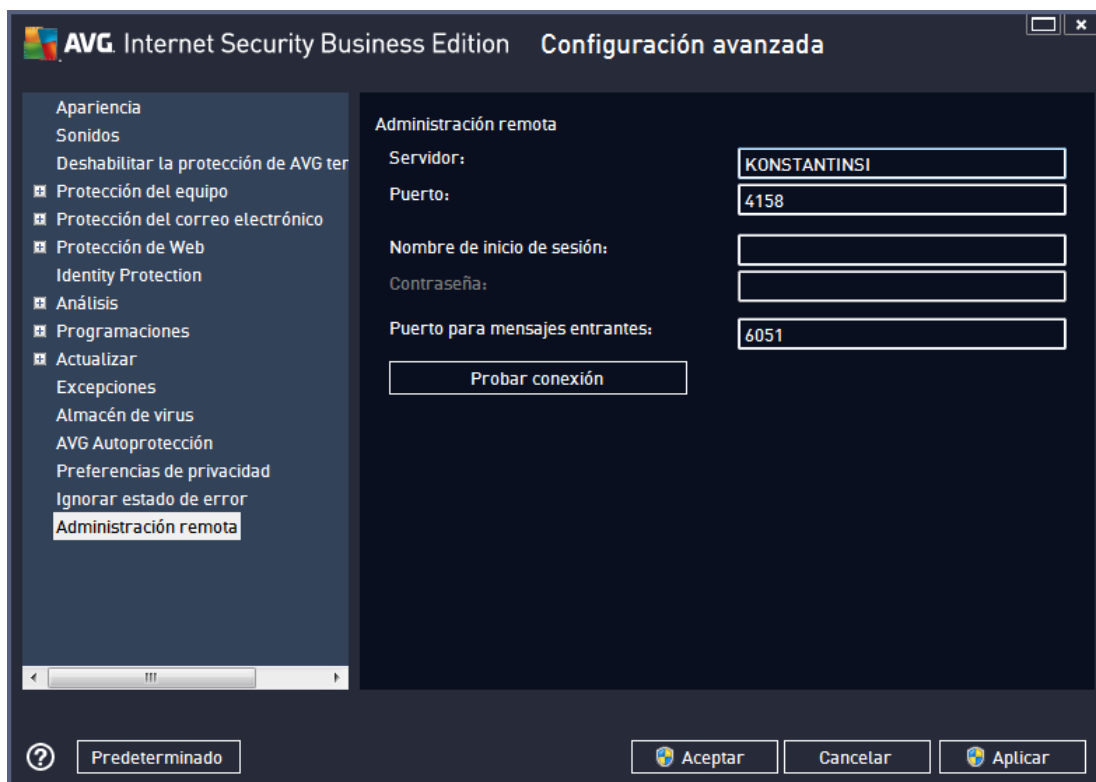 AVG. Internet Security Business Edition Configuración avanzada
Apariencia
Sonidos
Deshabilitar la protección de AVG ter
Protección del equipo
Protección del correo electrónico
Protección de Web
Identity Protection
Análisis
Programaciones
Actualizar
Excepciones
Almacén de virus
AVG Autoprotección
Preferencias de privacidad
Ignorar estado de error
Administración remota
Administración remota
Servidor: KONSTANTINSI
Puerto: 4158
Nombre de inicio de sesión:
Contraseña:
Puerto para mensajes entrantes: 6051
Probar conexión
Predeterminado Aceptar Cancelar Aplicar